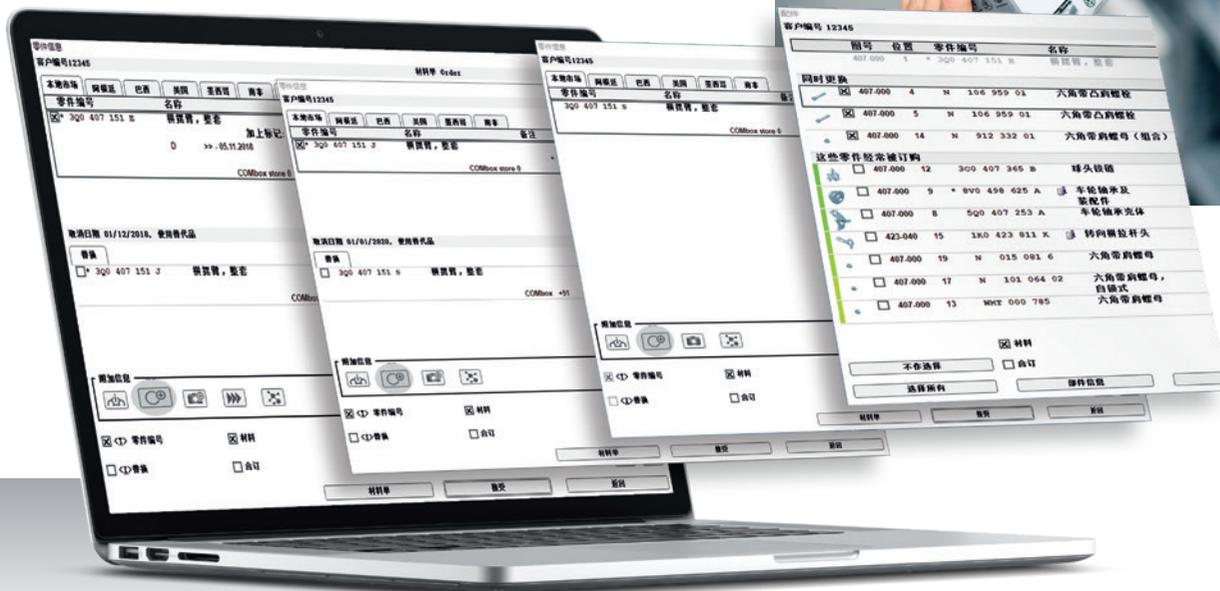 零件信息
客户编号12345
材料单 Order
本地市场 阿根廷 巴西 美国 墨西哥 南非
零件编号 名称
* 3Q0 407 151 E 横摆臂，整套
加上标记:
D >>.05.11.2018
COMbox store 0
取消日期 01/12/2018, 使用替代品
替换
* 3Q0 407 151 J 横摆臂，整套
附加信息
零件编号 材料
替换 合订
材料单 接受 返回
零件信息
客户编号12345
本地市场 阿根廷 巴西 美国 墨西哥 南非
零件编号 名称 备注
* 3Q0 407 151 J 横摆臂，整套
COMbox store 0
取消日期 01/01/2020, 使用替代品
替换
3Q0 407 151 S 横摆臂，整套
COMbox +51
附加信息
零件编号 材料
替换 合订
材料单 接受 返回
零件信息
客户编号12345
本地市场 阿根廷 巴西 美国 墨西哥 南非
零件编号 名称
3Q0 407 151 S 横摆臂，整套
COMbox store 0
附加信息
零件编号 材料
替换 合订
材料单 接受 返回
配件
客户编号 12345
图号 位置 零件编号 名称
407-000 1 * 3Q0 407 151 E 横摆臂，整套
同时更换
407-000 4 N 106 959 01 六角带凸肩螺栓
407-000 5 N 106 959 01 六角带凸肩螺栓
407-000 14 N 912 332 01 六角带肩螺母（组合）
这些零件经常被订购
407-000 12 3C0 407 365 B 球头铰链
407-000 9 * 8V0 498 625 A 车轮轴承及
装配件
407-000 8 5Q0 407 253 A 车轮轴承壳体
423-040 15 1K0 423 811 K 转向横拉杆头
407-000 19 N 015 081 6 六角带肩螺母
407-000 17 N 101 064 02 六角带肩螺母，
自锁式
407-000 13 WHT 000 785 六角带肩螺母
材料
不作选择 合订
选择所有 部件信息